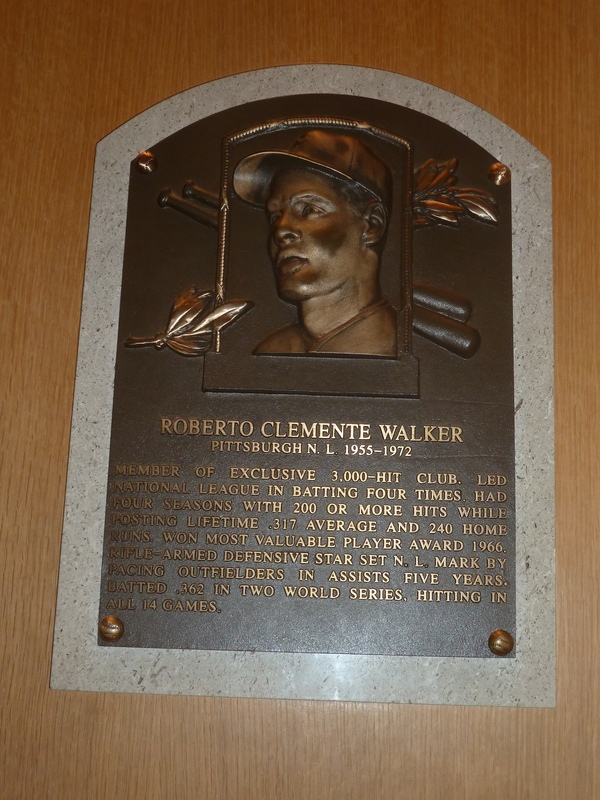 ROBERTO CLEMENTE WALKER
PITTSBURGH N. L. 1955–1972
MEMBER OF EXCLUSIVE 3,000-HIT CLUB. LED
NATIONAL LEAGUE IN BATTING FOUR TIMES. HAD
FOUR SEASONS WITH 200 OR MORE HITS WHILE
POSTING LIFETIME .317 AVERAGE AND 240 HOME
RUNS. WON MOST VALUABLE PLAYER AWARD 1966.
RIFLE-ARMED DEFENSIVE STAR SET N. L. MARK BY
PACING OUTFIELDERS IN ASSISTS FIVE YEARS.
BATTED .362 IN TWO WORLD SERIES, HITTING IN
ALL 14 GAMES.